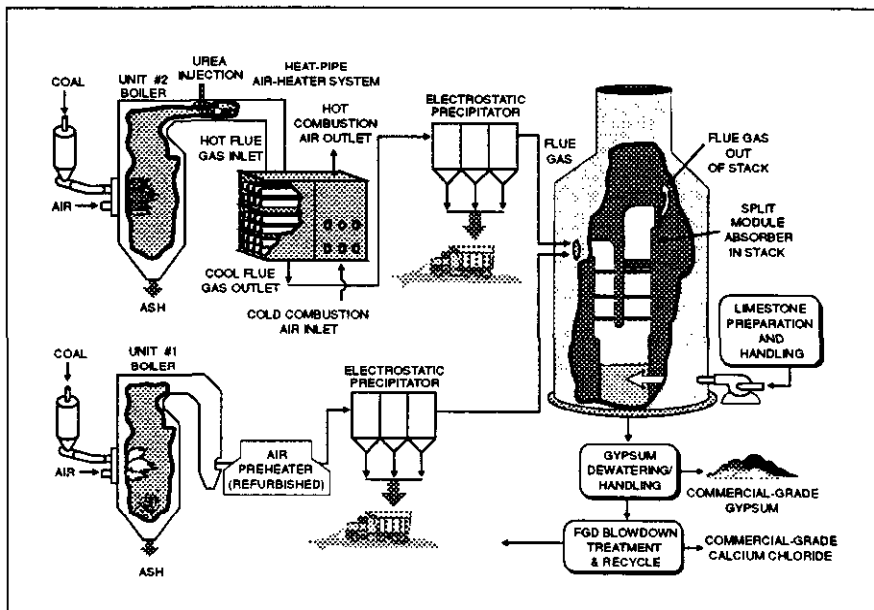 UREA
INJECTION
COAL
UNIT #2
BOILER
HEAT-PIPE
AIR-HEATER SYSTEM
HOT
COMBUSTION
AIR OUTLET
HOT FLUE
GAS INLET
AIR
COOL FLUE
GAS OUTLET
COLD COMBUSTION
AIR INLET
ASH
ELECTROSTATIC
PRECIPITATOR
FLUE
GAS
FLUE GAS
OUT
OF STACK
SPLIT
MODULE
ABSORBER
IN STACK
LIMESTONE
PREPARATION
AND
HANDLING
COAL
UNIT #1
BOILER
AIR
ASH
AIR
PREHEATER
(REFURBISHED)
ELECTROSTATIC
PRECIPITATOR
GYPSUM
DEWATERING/
HANDLING
COMMERCIAL-GRADE
GYPSUM
FGD BLOWDOWN
TREATMENT
& RECYCLE
COMMERCIAL-GRADE
CALCIUM CHLORIDE